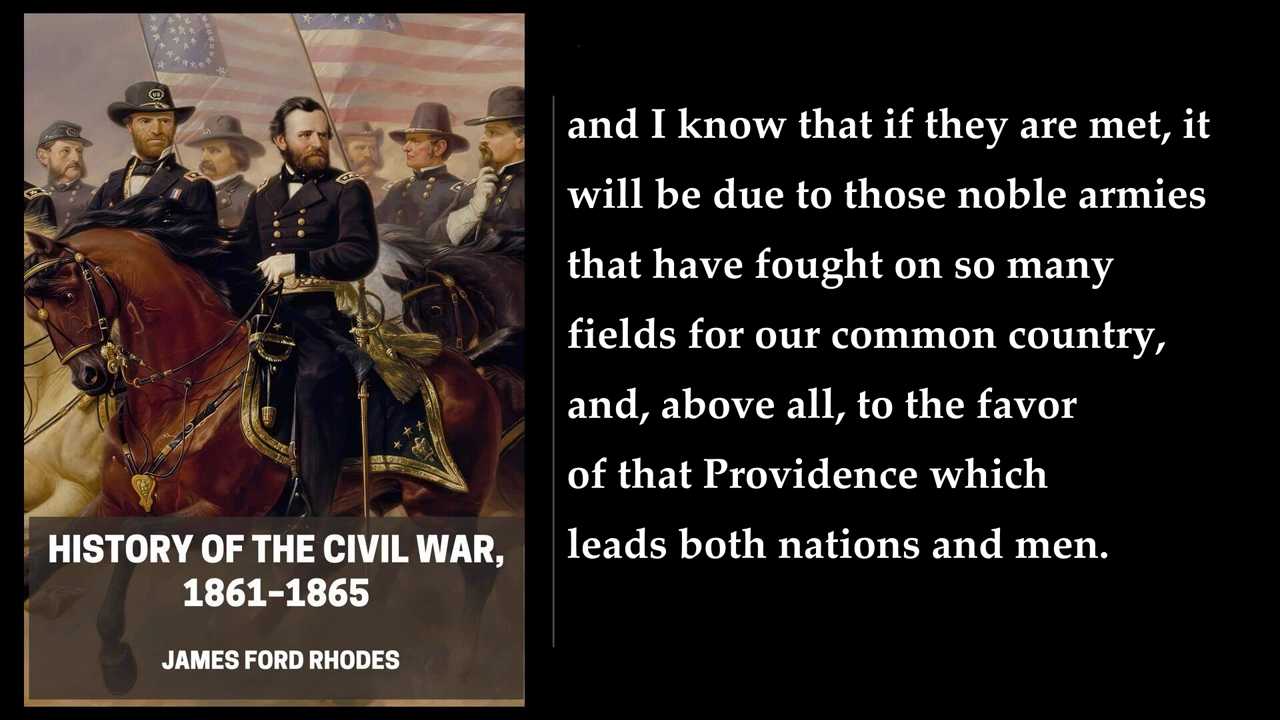 HISTORY OF THE CIVIL WAR,
1861–1865
JAMES FORD RHODES
and I know that if they are met, it
will be due to those noble armies
that have fought on so many
fields for our common country,
and, above all, to the favor
of that Providence which
leads both nations and men.